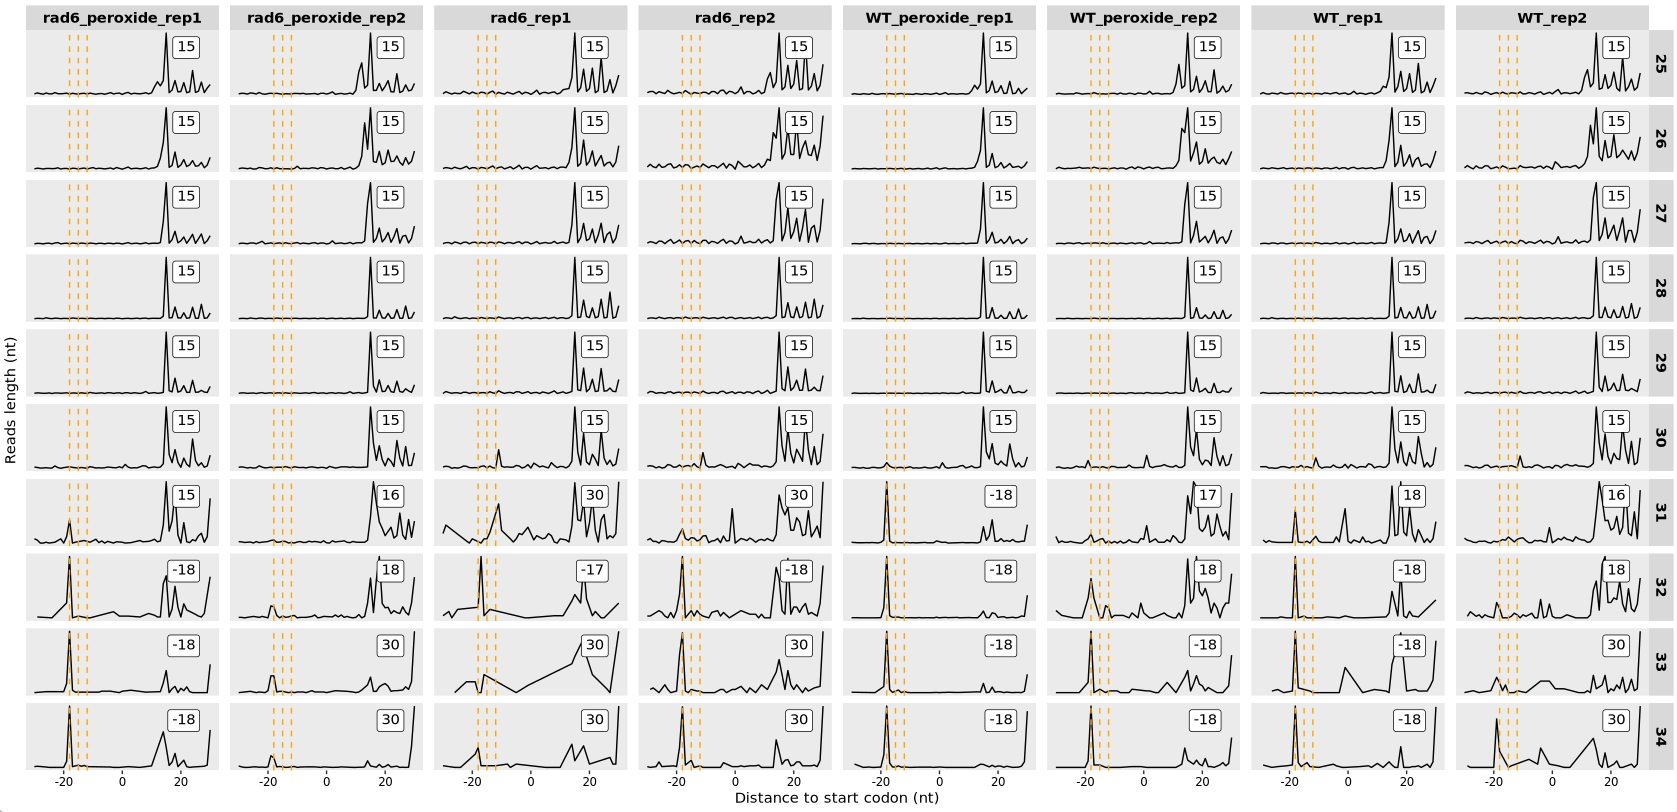 rad6_peroxide_rep1 rad6_peroxide_rep2 rad6_rep1 rad6_rep2 WT_peroxide_rep1 WT_peroxide_rep2 WT_rep1 WT_rep2
15 15 15 15 15 15 15 15 25
15 15 15 15 15 15 15 15 26
15 15 15 15 15 15 15 15 27
15 15 15 15 15 15 15 15 28
15 15 15 15 15 15 15 15 29
15 15 15 15 15 15 15 15 30
15 16 30 30 -18 17 18 16 31
-18 18 -17 -18 -18 18 -18 18 32
-18 30 30 30 -18 -18 -18 30 33
-18 30 30 30 -18 -18 -18 30 34
Reads length (nt)
-20 0 20 -20 0 20 -20 0 20 -20 0 20 -20 0 20 -20 0 20 -20 0 20 -20 0 20
Distance to start codon (nt)